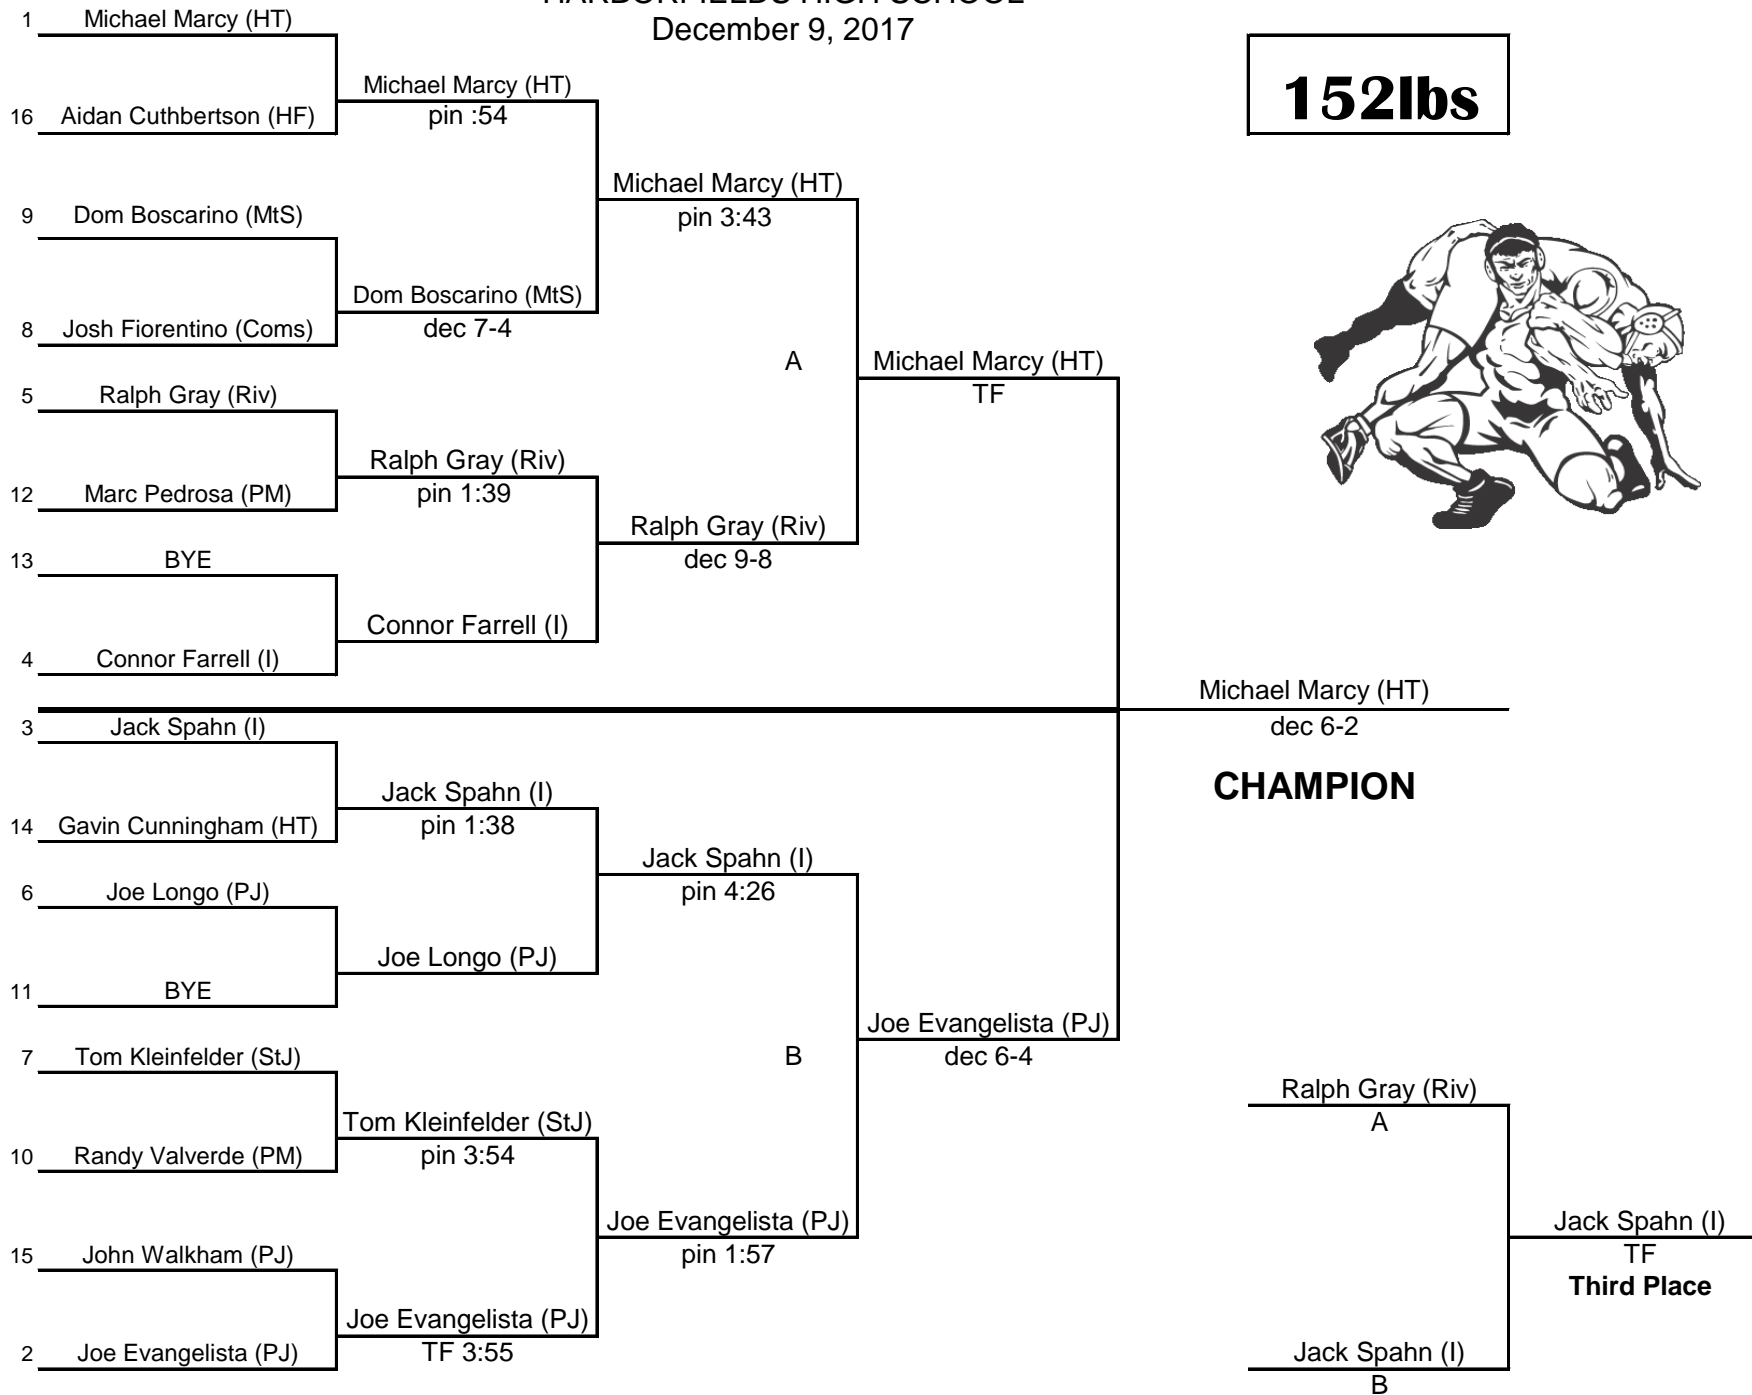 HARBORFIELDS HIGH SCHOOL
December 9, 2017
152lbs
1 Michael Marcy (HT)
Michael Marcy (HT)
pin :54
16 Aidan Cuthbertson (HF)
Michael Marcy (HT)
pin 3:43
9 Dom Boscarino (MtS)
Dom Boscarino (MtS)
dec 7-4
8 Josh Fiorentino (Coms)
A
Michael Marcy (HT)
TF
5 Ralph Gray (Riv)
Ralph Gray (Riv)
pin 1:39
12 Marc Pedrosa (PM)
Ralph Gray (Riv)
dec 9-8
13 BYE
Connor Farrell (I)
4 Connor Farrell (I)
Michael Marcy (HT)
dec 6-2
CHAMPION
3 Jack Spahn (I)
Jack Spahn (I)
pin 1:38
14 Gavin Cunningham (HT)
Jack Spahn (I)
pin 4:26
6 Joe Longo (PJ)
Joe Longo (PJ)
11 BYE
B
Joe Evangelista (PJ)
dec 6-4
7 Tom Kleinfelder (StJ)
Tom Kleinfelder (StJ)
pin 3:54
10 Randy Valverde (PM)
Joe Evangelista (PJ)
pin 1:57
15 John Walkham (PJ)
Joe Evangelista (PJ)
TF 3:55
2 Joe Evangelista (PJ)
Ralph Gray (Riv)
A
Jack Spahn (I)
TF
Third Place
Jack Spahn (I)
B